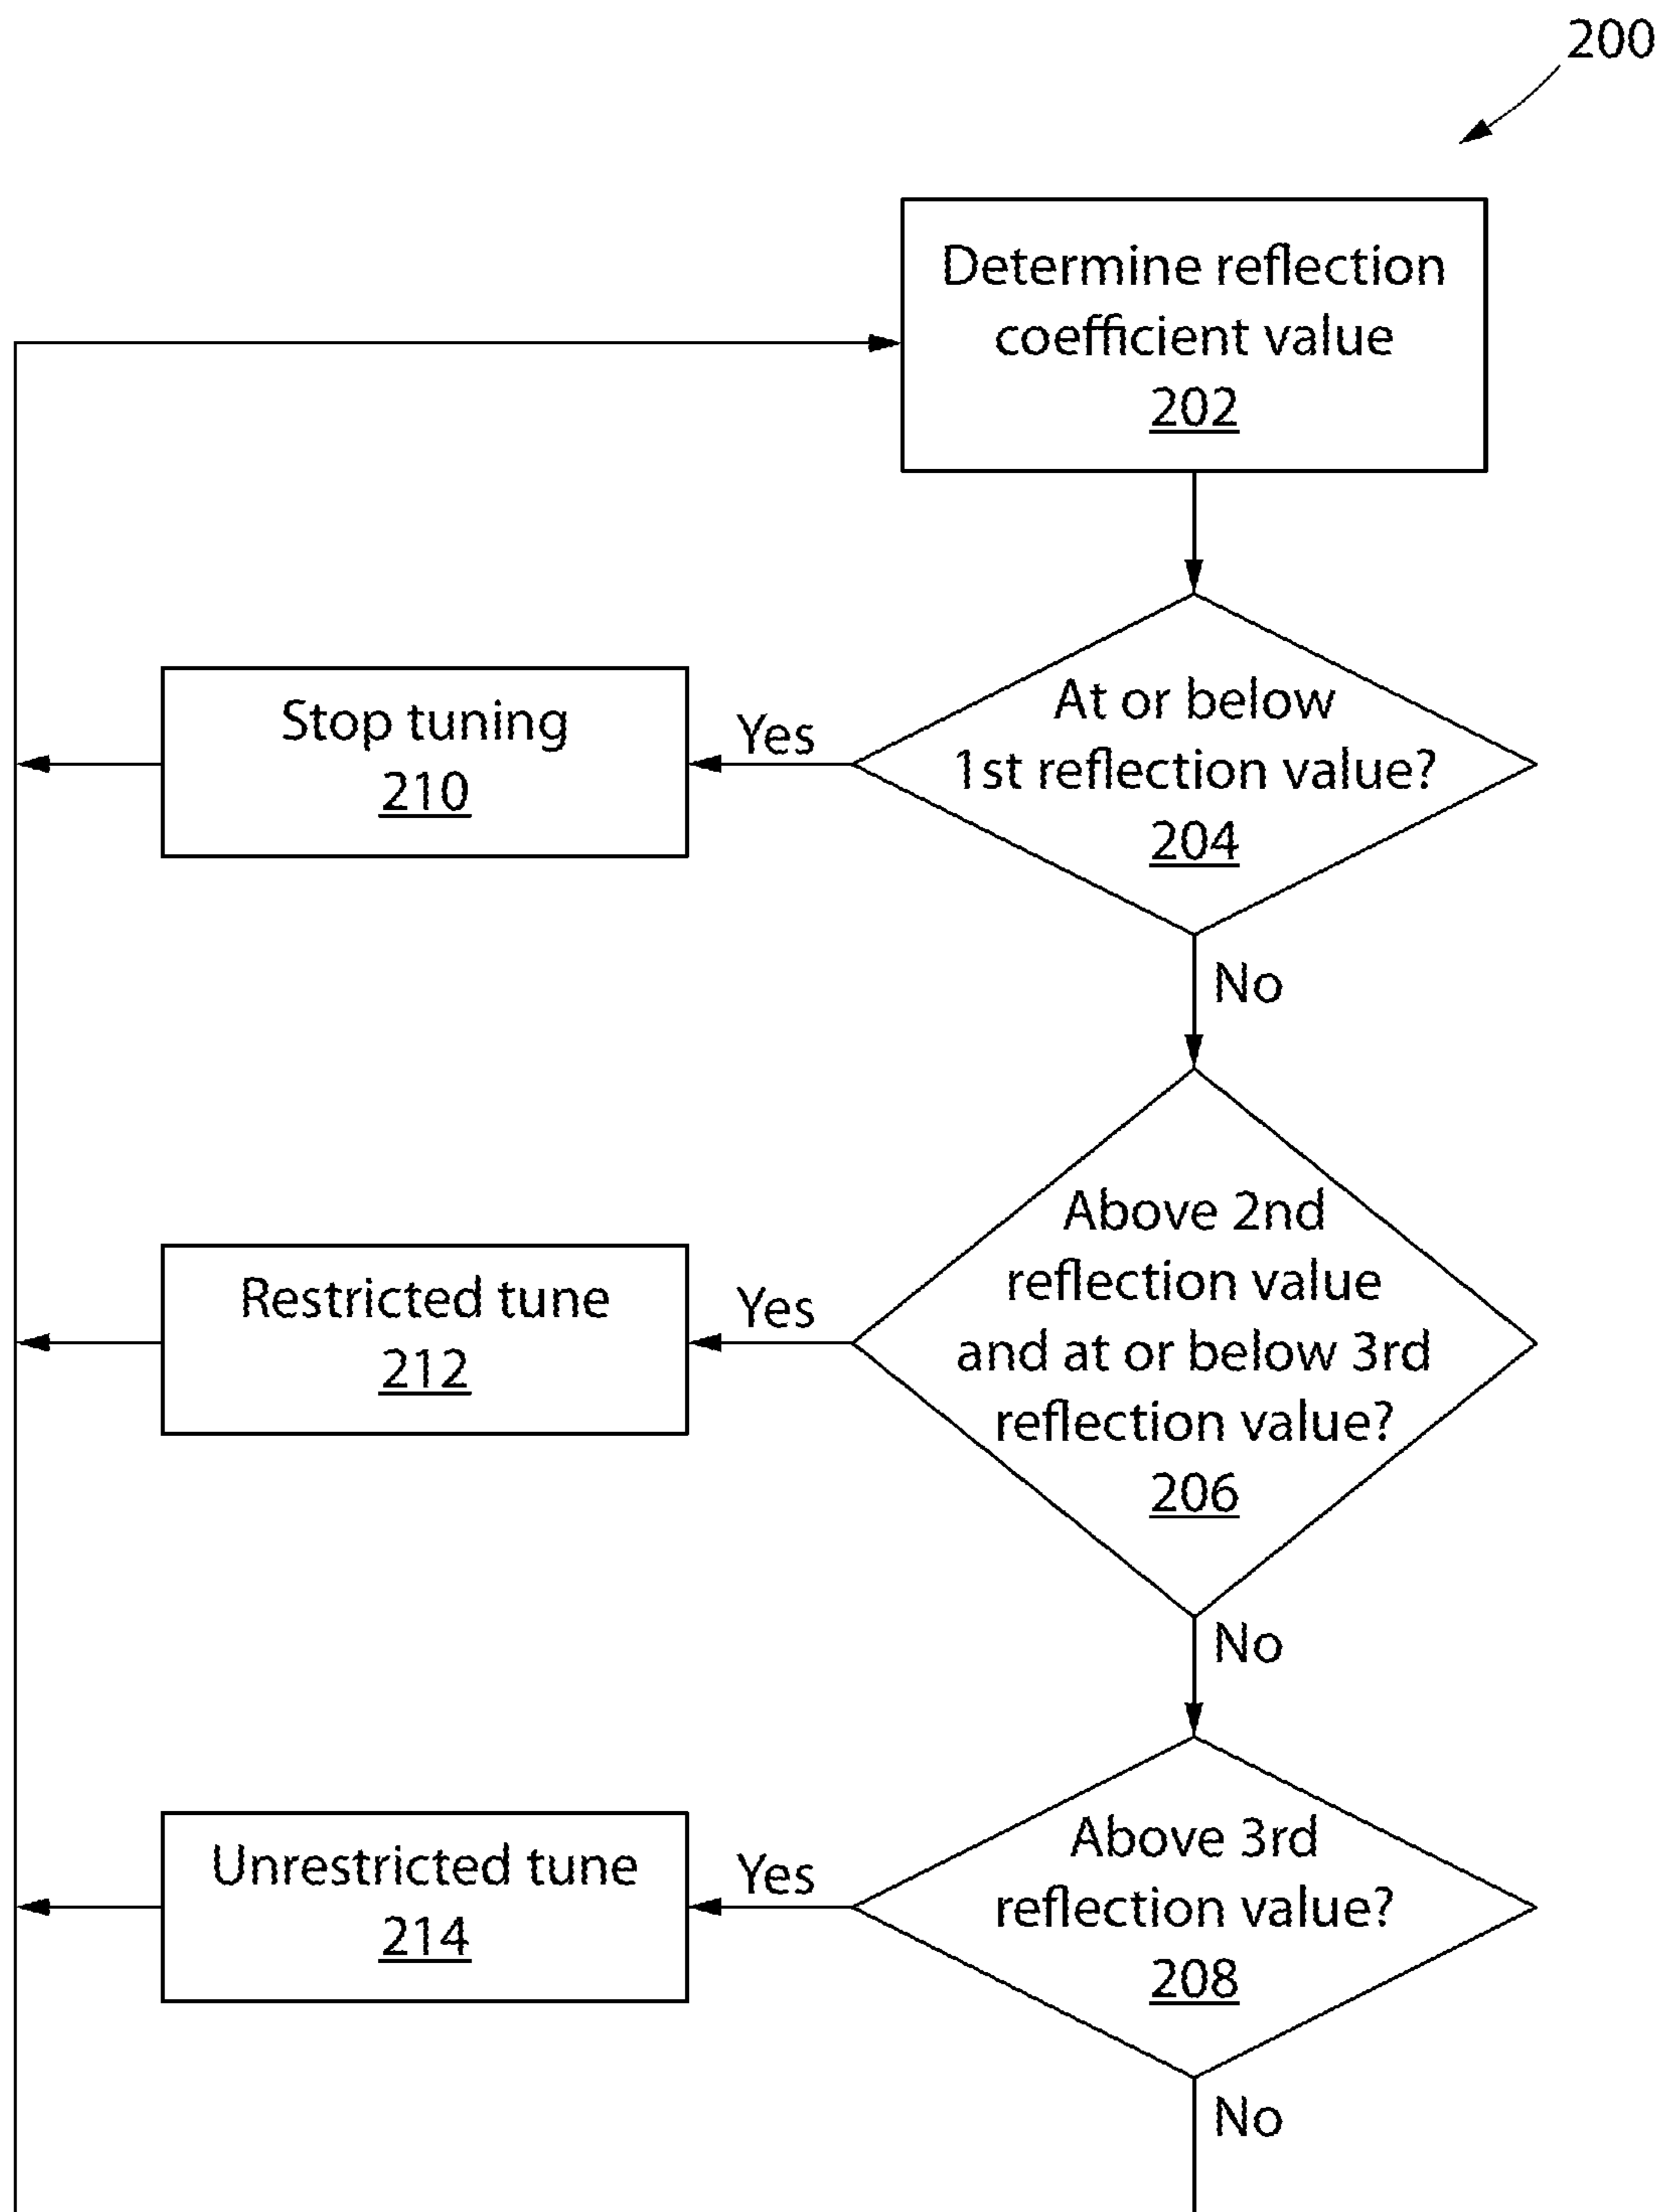 200
Determine reflection
coefficient value
202
At or below
1st reflection value?
204
Yes
Stop tuning
210
No
Above 2nd
reflection value
and at or below 3rd
reflection value?
206
Yes
Restricted tune
212
No
Above 3rd
reflection value?
208
Yes
Unrestricted tune
214
No